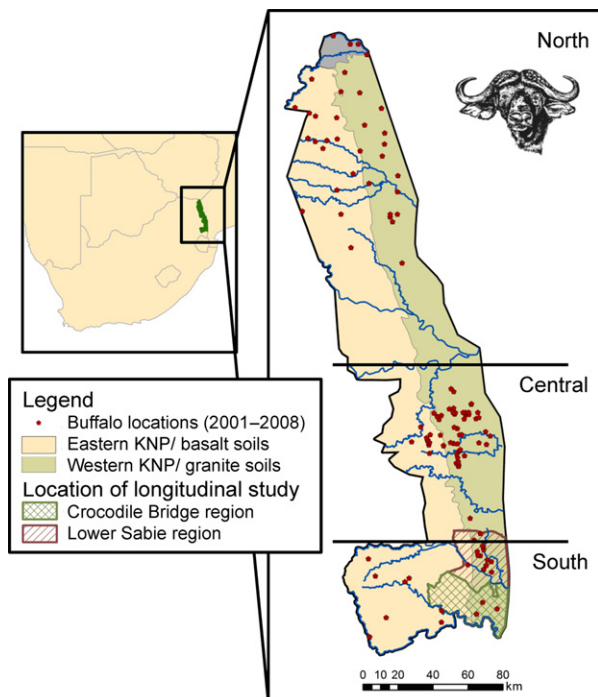 North
Central
South
Legend
Buffalo locations (2001–2008)
Eastern KNP/ basalt soils
Western KNP/ granite soils
Location of longitudinal study
Crocodile Bridge region
Lower Sabie region
0 10 20 40 60 80
km